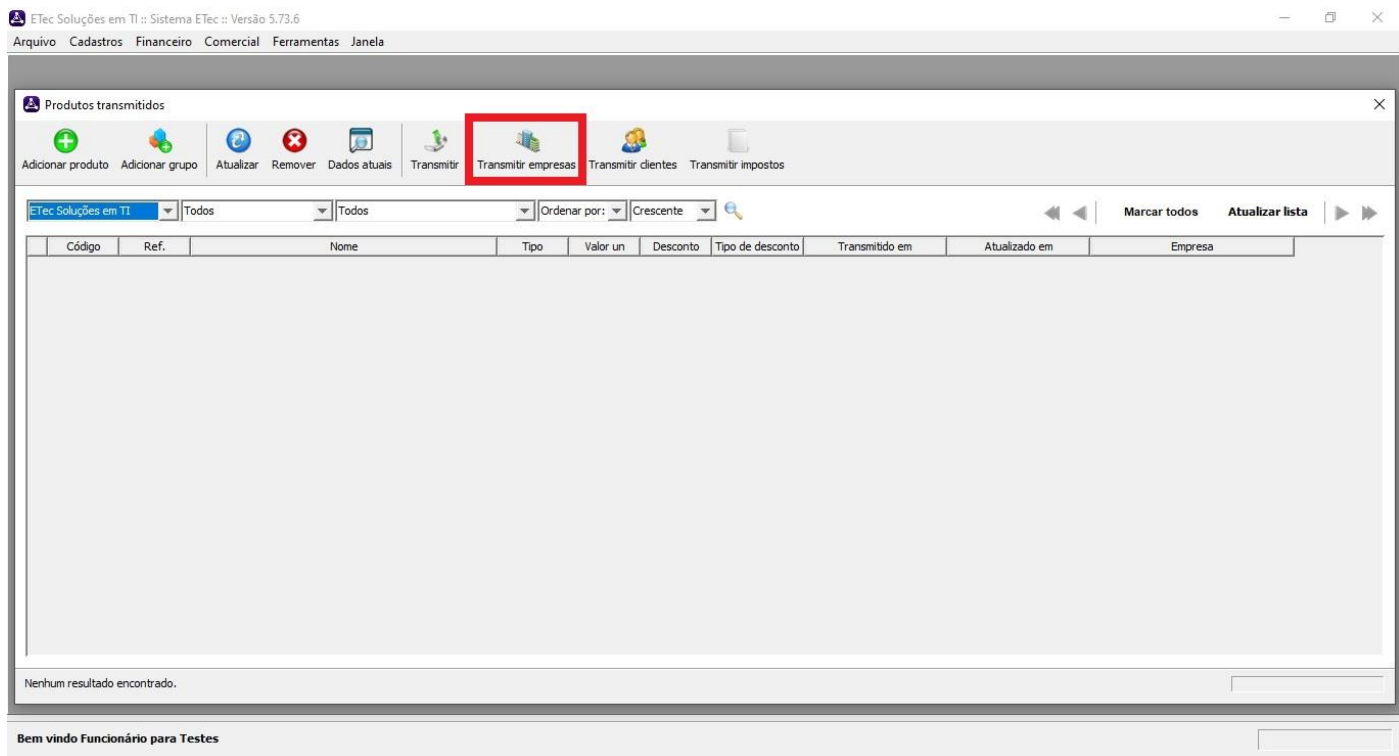 ETec Soluções em TI :: Sistema ETec :: Versão 5.73.6
Arquivo Cadastros Financeiro Comercial Ferramentas Janela
Produtos transmitidos
Adicionar produto Adicionar grupo Atualizar Remover Dados atuais Transmitir Transmitir empresas Transmitir clientes Transmitir impostos
ETec Soluções em TI Todos Todos Ordenar por: Crescente Marcar todos Atualizar lista
Código Ref. Nome Tipo Valor un Desconto Tipo de desconto Transmitido em Atualizado em Empresa
Nenhum resultado encontrado.
Bem vindo Funcionário para Testes